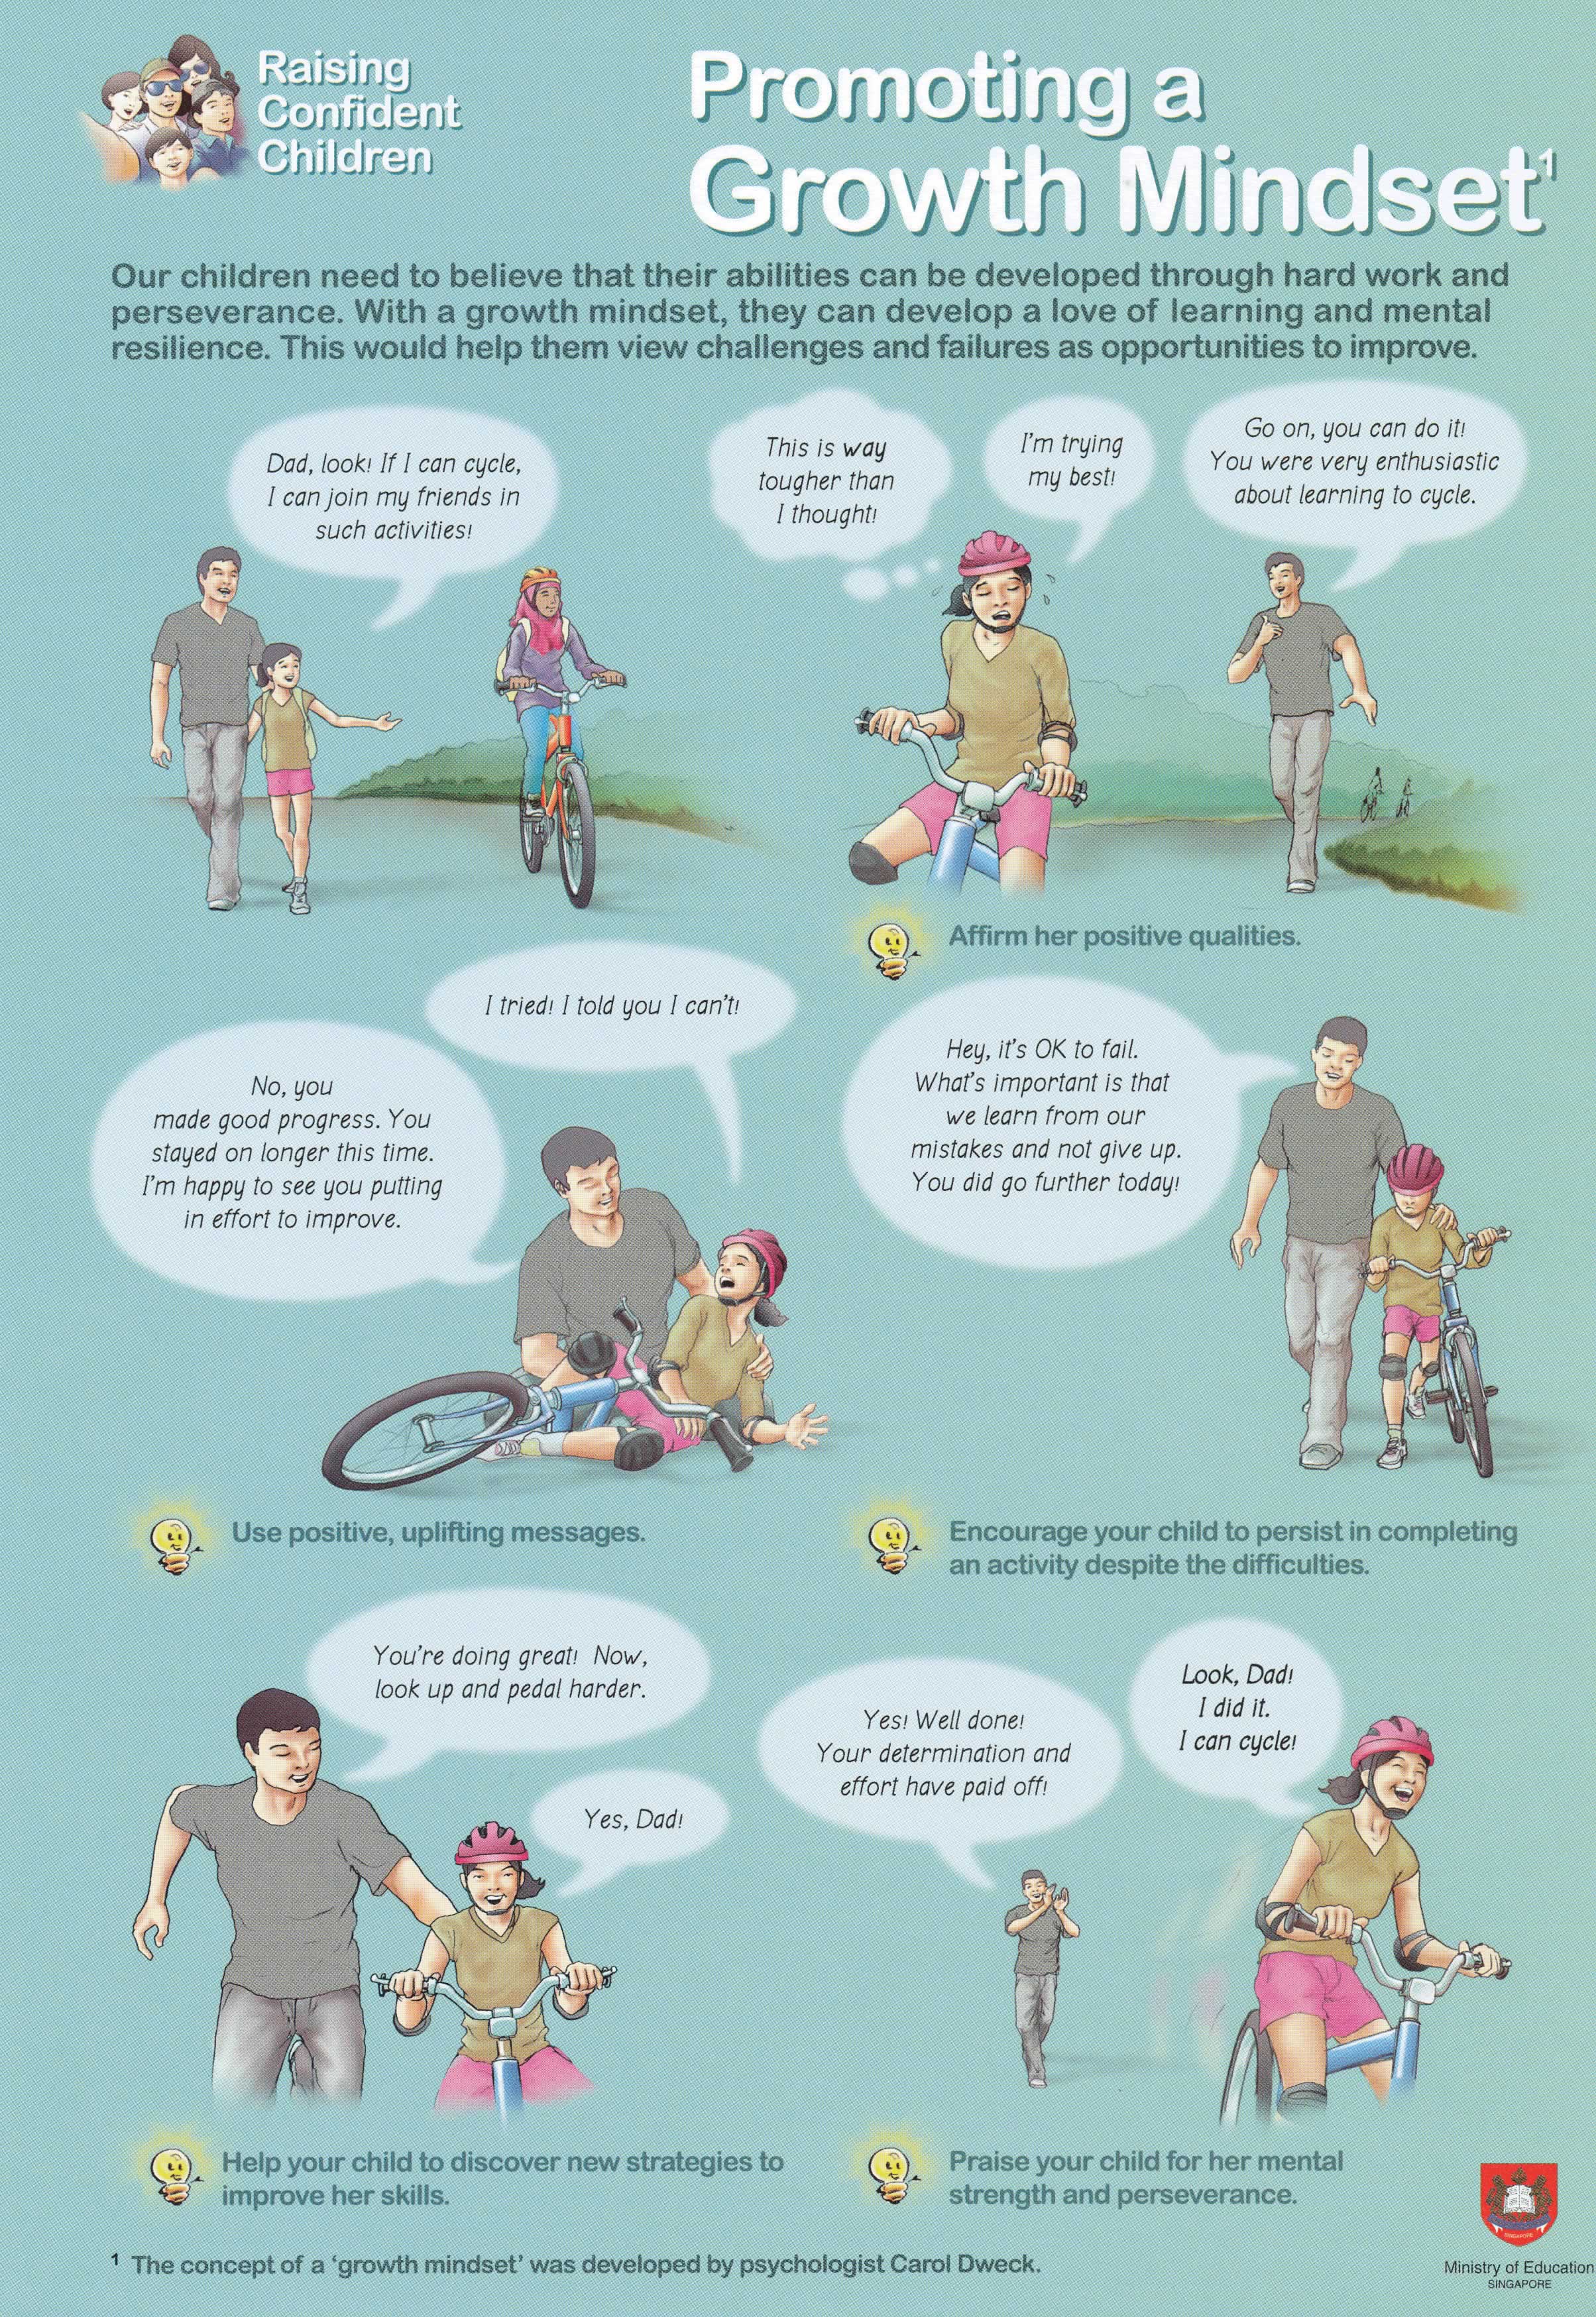 Raising
Confident
Children
Promoting a
Growth Mindset¹
Our children need to believe that their abilities can be developed through hard work and
perseverance. With a growth mindset, they can develop a love of learning and mental
resilience. This would help them view challenges and failures as opportunities to improve.
Dad, look! If I can cycle,
I can join my friends in
such activities!
This is way
tougher than
I thought!
I'm trying
my best!
Go on, you can do it!
You were very enthusiastic
about learning to cycle.
Affirm her positive qualities.
I tried! I told you I can't!
No, you
made good progress. You
stayed on longer this time.
I'm happy to see you putting
in effort to improve.
Hey, it's OK to fail.
What's important is that
we learn from our
mistakes and not give up.
You did go further today!
Use positive, uplifting messages.
Encourage your child to persist in completing
an activity despite the difficulties.
You're doing great! Now,
look up and pedal harder.
Yes, Dad!
Yes! Well done!
Your determination and
effort have paid off!
Look, Dad!
I did it.
I can cycle!
Help your child to discover new strategies to
improve her skills.
Praise your child for her mental
strength and perseverance.
¹ The concept of a 'growth mindset' was developed by psychologist Carol Dweck.
Ministry of Education
SINGAPORE